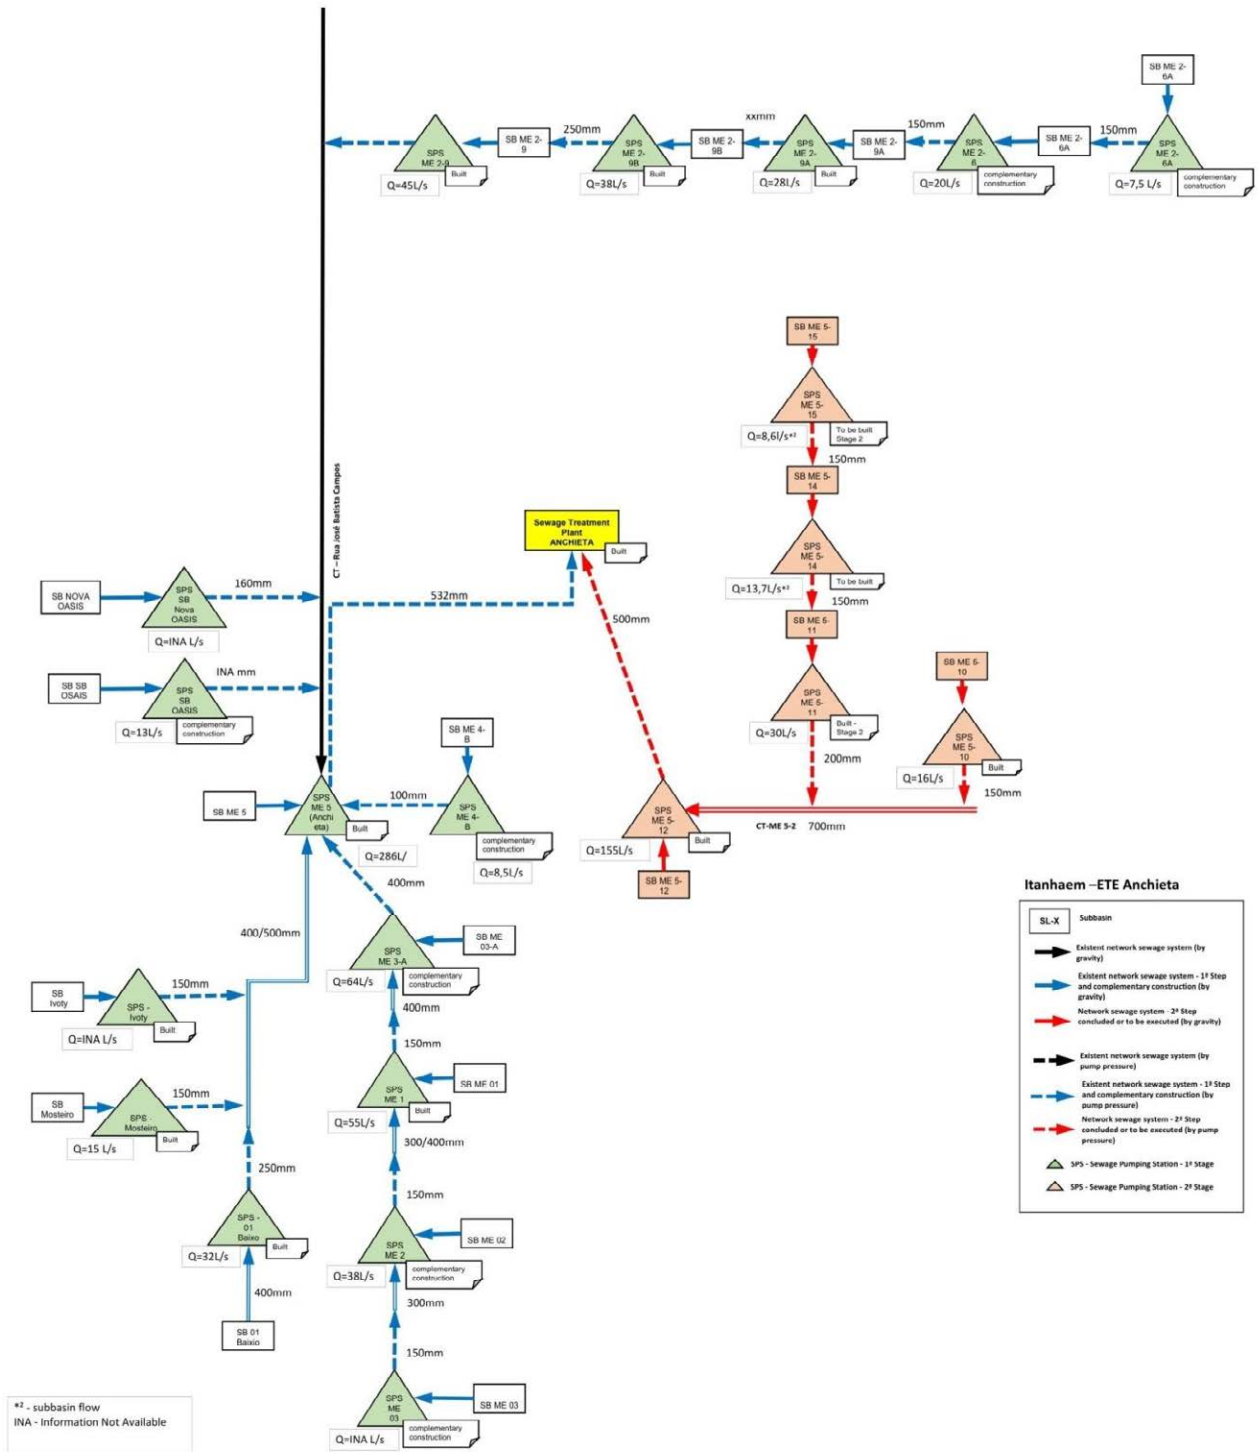 SB ME 2-
6A
SPS
ME 2-9
Built
Q=45L/s
SB ME 2-
9
250mm
SPS
ME 2-
9B
Built
Q=38L/s
SB ME 2-
9B
xxmm
SPS
ME 2-
9A
Built
Q=28L/s
SB ME 2-
9A
150mm
SPS
ME 2-
6
complementary
construction
Q=20L/s
SB ME 2-
6A
150mm
SPS
ME 2-
6A
complementary
construction
Q=7,5 L/s
CT – Rua José Batista Campos
SB ME 5-
15
SPS
ME 5-
15
To be built
Stage 2
Q=8,6l/s*²
150mm
SB ME 5-
14
SPS
ME 5-
14
To be built
Q=13,7L/s*²
150mm
SB ME 5-
11
SPS
ME 5-
11
Built -
Stage 2
Q=30L/s
200mm
SB ME 5-
10
SPS
ME 5-
10
Built
Q=16L/s
150mm
Sewage Treatment
Plant
ANCHIETA
Built
532mm
500mm
SB NOVA
OASIS
SPS
SB
Nova
OASIS
160mm
Q=INA L/s
SB SB
OSAIS
SPS
SB
OASIS
INA mm
complementary
construction
Q=13L/s
SB ME 5
SPS
ME 5
(Anchi
eta)
Built
Q=286L/
100mm
SB ME 4-
B
SPS
ME 4-
B
complementary
construction
Q=8,5L/s
SPS
ME 5-
12
Built
Q=155L/s
SB ME 5-
12
CT-ME 5-2
700mm
400mm
400/500mm
SPS
ME 3-A
SB ME
03-A
complementary
construction
Q=64L/s
400mm
150mm
SB
Ivoty
SPS -
Ivoty
150mm
Built
Q=INA L/s
SPS
ME 1
SB ME 01
Built
Q=55L/s
300/400mm
150mm
SB
Mosteiro
SPS -
Mosteiro
150mm
Built
Q=15 L/s
250mm
SPS -
01
Baixo
Built
Q=32L/s
400mm
SB 01
Baixio
SPS
ME 2
SB ME 02
complementary
construction
Q=38L/s
300mm
150mm
SPS
ME
03
SB ME 03
complementary
construction
Q=INA L/s
Itanhaem –ETE Anchieta
SL-X
Subbasin
Existent network sewage system (by
gravity)
Existent network sewage system - 1ª Step
and complementary construction (by
gravity)
Network sewage system - 2ª Step
concluded or to be executed (by gravity)
Existent network sewage system (by
pump pressure)
Existent network sewage system - 1ª Step
and complementary construction (by
pump pressure)
Network sewage system - 2ª Step
concluded or to be executed (by pump
pressure)
SPS - Sewage Pumping Station - 1ª Stage
SPS - Sewage Pumping Station - 2ª Stage
*² - subbasin flow
INA - Information Not Available